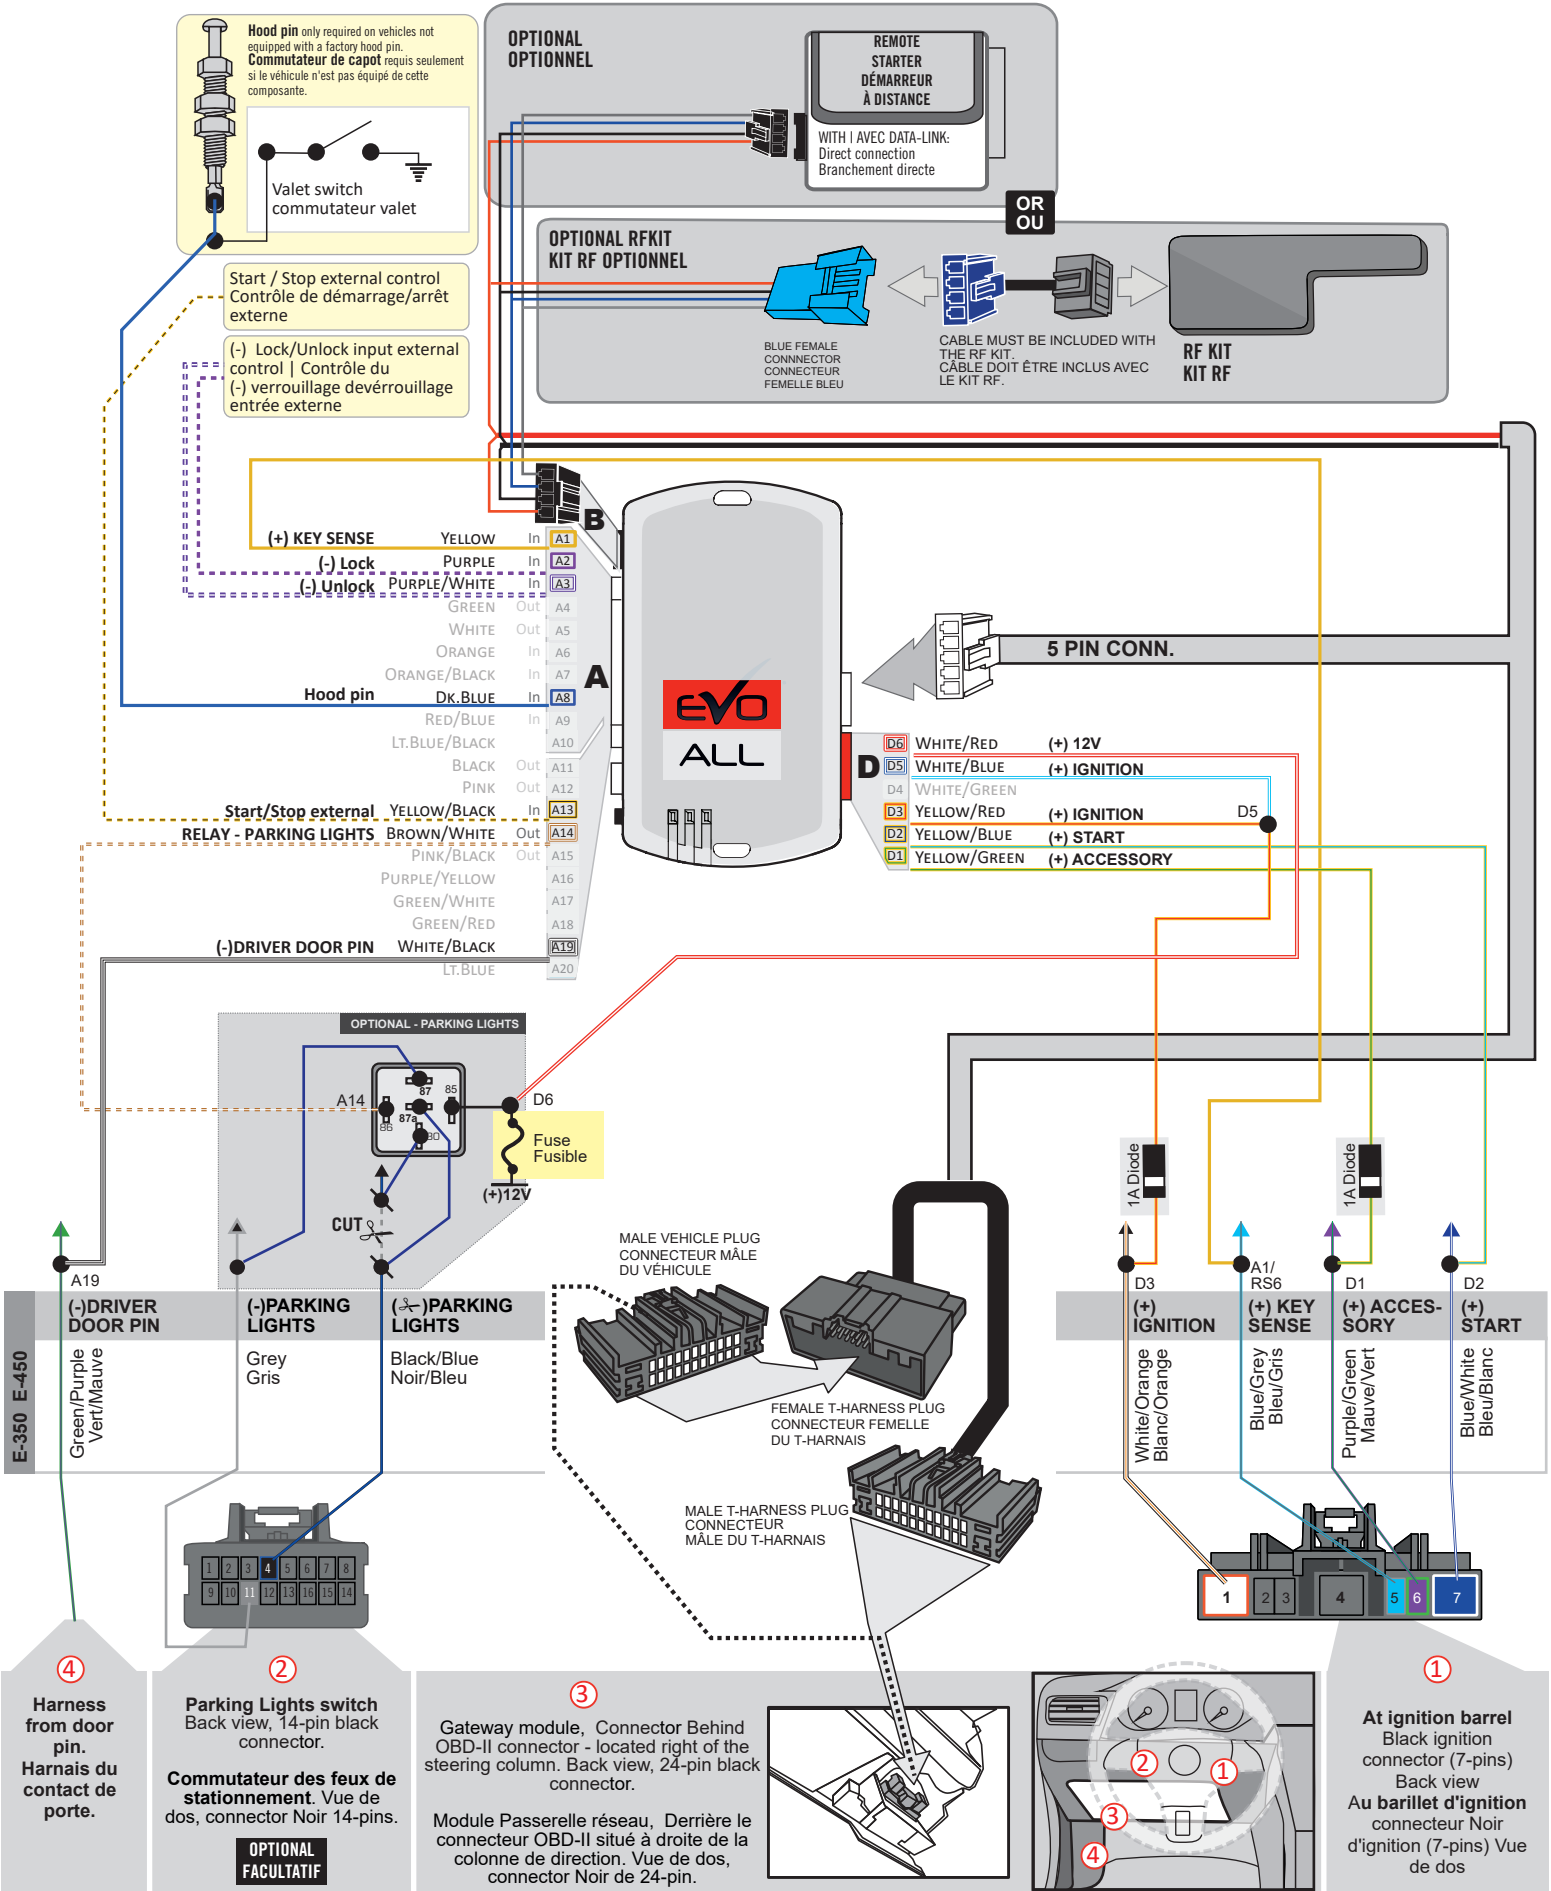 Hood pin only required on vehicles not
equipped with a factory hood pin.
Commutateur de capot requis seulement
si le véhicule n'est pas équipé de cette
composante.
Valet switch
commutateur valet
OPTIONAL
OPTIONNEL
REMOTE
STARTER
DÉMARREUR
À DISTANCE
WITH | AVEC DATA-LINK:
Direct connection
Branchement directe
OR
OU
OPTIONAL RFKIT
KIT RF OPTIONNEL
BLUE FEMALE
CONNNECTOR
CONNECTEUR
FEMELLE BLEU
CABLE MUST BE INCLUDED WITH
THE RF KIT.
CÂBLE DOIT ÊTRE INCLUS AVEC
LE KIT RF.
RF KIT
KIT RF
Start / Stop external control
Contrôle de démarrage/arrêt
externe
(-) Lock/Unlock input external
control | Contrôle du
(-) verrouillage devérrouillage
entrée externe
B
(+) KEY SENSE YELLOW In A1
(-) Lock PURPLE In A2
(-) Unlock PURPLE/WHITE In A3
GREEN Out A4
WHITE Out A5
ORANGE In A6
ORANGE/BLACK In A7
Hood pin DK.BLUE In A8
RED/BLUE In A9
LT.BLUE/BLACK A10
BLACK Out A11
PINK Out A12
Start/Stop external YELLOW/BLACK In A13
RELAY - PARKING LIGHTS BROWN/WHITE Out A14
PINK/BLACK Out A15
PURPLE/YELLOW A16
GREEN/WHITE A17
GREEN/RED A18
(-)DRIVER DOOR PIN WHITE/BLACK A19
LT.BLUE A20
A
EVO
ALL
5 PIN CONN.
D
D6 WHITE/RED (+) 12V
D5 WHITE/BLUE (+) IGNITION
D4 WHITE/GREEN
D3 YELLOW/RED (+) IGNITION D5
D2 YELLOW/BLUE (+) START
D1 YELLOW/GREEN (+) ACCESSORY
OPTIONAL - PARKING LIGHTS
87
85
A14
87a
86
30
D6
Fuse
Fusible
(+)12V
CUT
1A Diode
1A Diode
MALE VEHICLE PLUG
CONNECTEUR MÂLE
DU VÉHICULE
FEMALE T-HARNESS PLUG
CONNECTEUR FEMELLE
DU T-HARNAIS
MALE T-HARNESS PLUG
CONNECTEUR
MÂLE DU T-HARNAIS
E-350 E-450
A19
(-)DRIVER
DOOR PIN
Green/Purple
Vert/Mauve
(-)PARKING
LIGHTS
Grey
Gris
(-)PARKING
LIGHTS
Black/Blue
Noir/Bleu
D3
(+)
IGNITION
White/Orange
Blanc/Orange
A1/
RS6
(+) KEY
SENSE
Blue/Grey
Bleu/Gris
D1
(+) ACCES-
SORY
Purple/Green
Mauve/Vert
D2
(+)
START
Blue/White
Bleu/Blanc
1 2 3 4 5 6 7 8
9 10 11 12 13 16 15 14
1 2 3 4 5 6 7
4
Harness
from door
pin.
Harnais du
contact de
porte.
2
Parking Lights switch
Back view, 14-pin black
connector.
Commutateur des feux de
stationnement. Vue de
dos, connector Noir 14-pins.
OPTIONAL
FACULTATIF
3
Gateway module, Connector Behind
OBD-II connector - located right of the
steering column. Back view, 24-pin black
connector.
Module Passerelle réseau, Derrière le
connecteur OBD-II situé à droite de la
colonne de direction. Vue de dos,
connector Noir de 24-pin.
2
1
3
4
1
At ignition barrel
Black ignition
connector (7-pins)
Back view
Au barillet d'ignition
connecteur Noir
d'ignition (7-pins) Vue
de dos